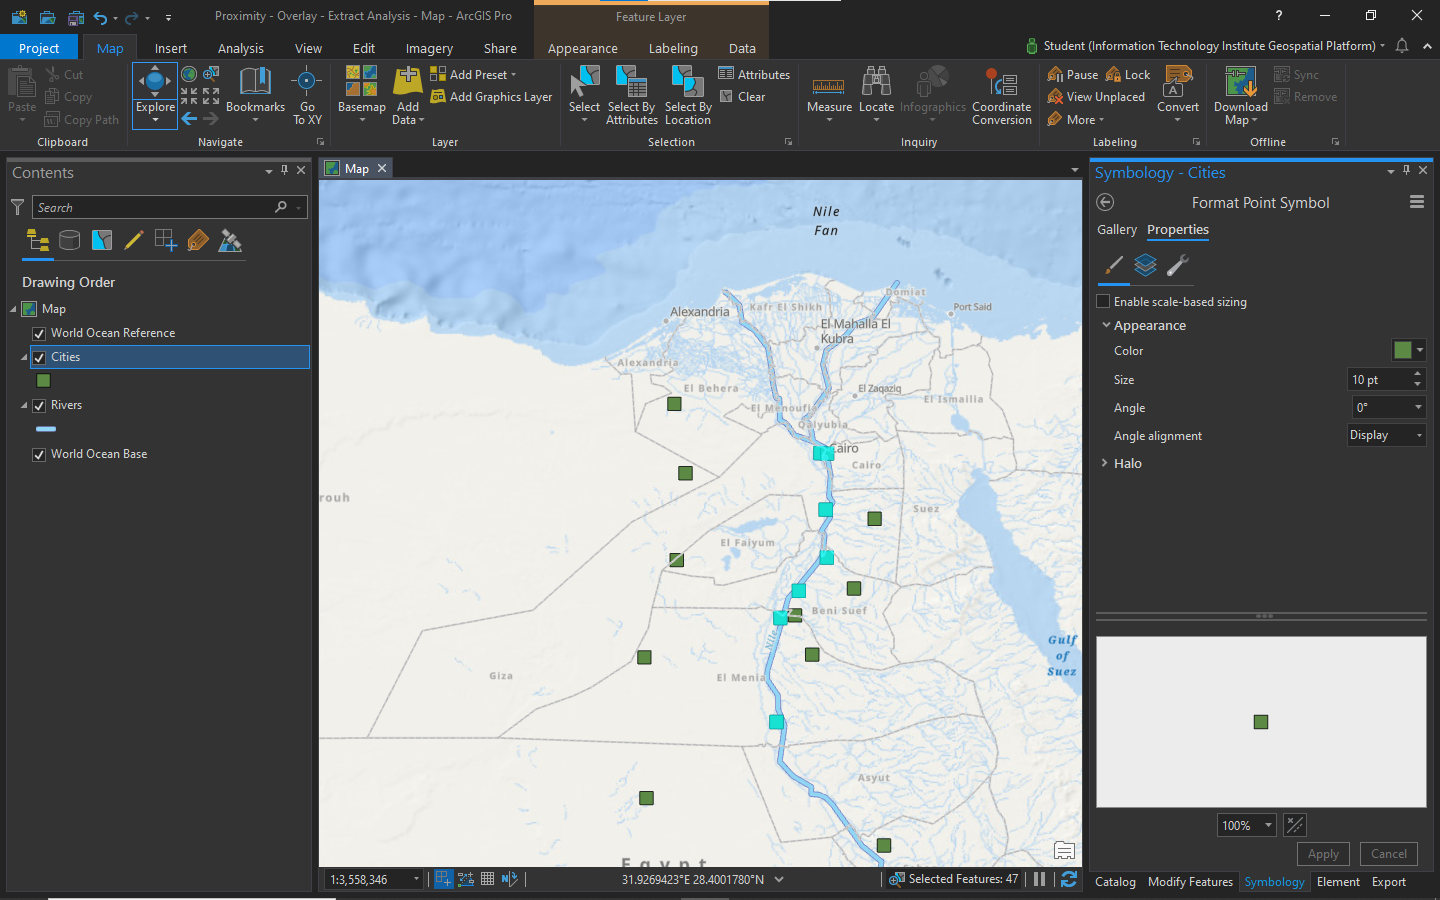 Proximity - Overlay - Extract Analysis - Map - ArcGIS Pro
Feature Layer
?
Project
Map
Insert
Analysis
View
Edit
Imagery
Share
Appearance
Labeling
Data
Student (Information Technology Institute Geospatial Platform)
Paste
Cut
Copy
Copy Path
Clipboard
Explore
Bookmarks
Go
To XY
Navigate
Basemap
Add
Data
Add Preset
Add Graphics Layer
Layer
Select
Select By
Attributes
Select By
Location
Attributes
Clear
Selection
Measure
Locate
Infographics
Coordinate
Conversion
Inquiry
Pause
Lock
View Unplaced
More
Convert
Labeling
Download
Map
Sync
Remove
Offline
Contents
Search
Drawing Order
Map
World Ocean Reference
Cities
Rivers
World Ocean Base
Map
Nile
Fan
Domiat
Kafr El Shikh
Port Said
Alexandria
El Mahalla El
Kubra
Alexandria
El Behera
El Zaqaziq
El Ismailia
El Menoufia
Qalyubia
Cairo
Cairo
rouh
Suez
El Faiyum
Beni Suef
Nile
Gulf
of
Suez
Giza
El Menia
Asyut
Egypt
1:3,558,346
31.9269423°E 28.4001780°N
Selected Features: 47
Symbology - Cities
Format Point Symbol
Gallery
Properties
Enable scale-based sizing
Appearance
Color
Size
10 pt
Angle
0°
Angle alignment
Display
Halo
100%
Apply
Cancel
Catalog
Modify Features
Symbology
Element
Export